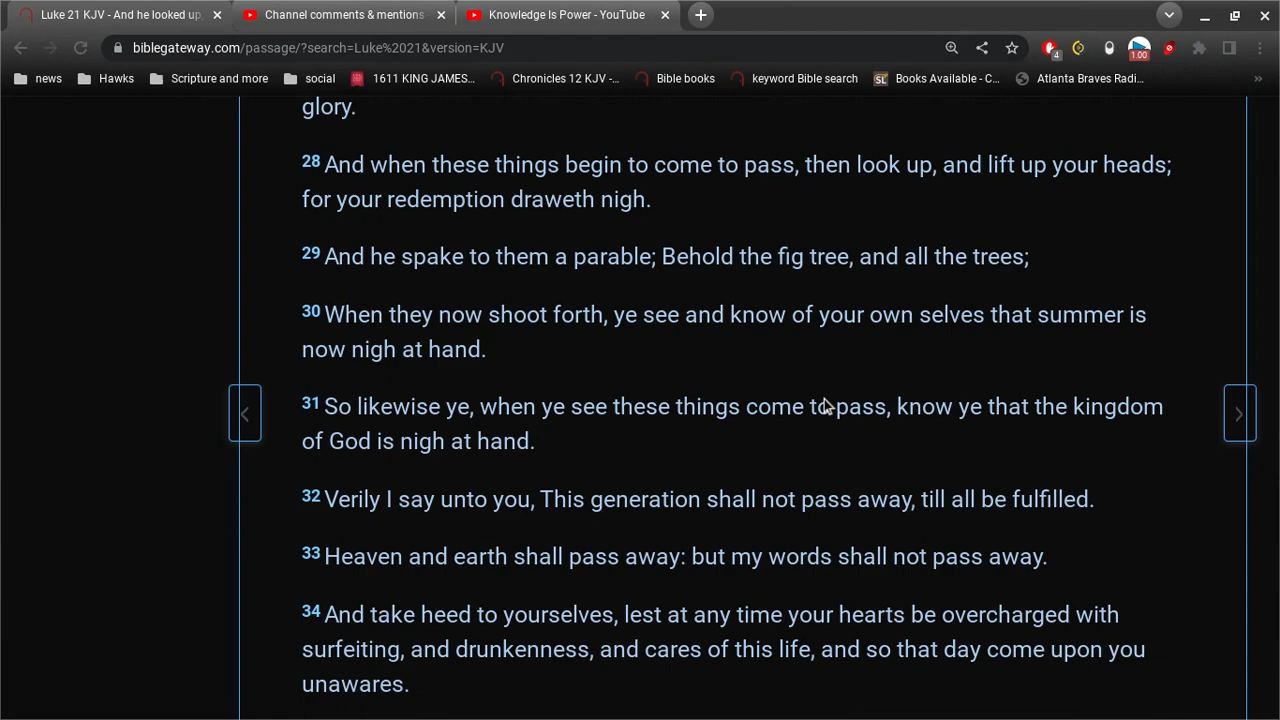 Luke 21 KJV - And he looked up,
Channel comments & mentions -
Knowledge Is Power - YouTube
biblegateway.com/passage/?search=Luke%2021&version=KJV
4
1.00
news
Hawks
Scripture and more
social
1611 KING JAMES...
Chronicles 12 KJV -...
Bible books
keyword Bible search
SL
Books Available - C...
Atlanta Braves Radi...
»
glory.
28 And when these things begin to come to pass, then look up, and lift up your heads;
for your redemption draweth nigh.
29 And he spake to them a parable; Behold the fig tree, and all the trees;
30 When they now shoot forth, ye see and know of your own selves that summer is
now nigh at hand.
31 So likewise ye, when ye see these things come to pass, know ye that the kingdom
of God is nigh at hand.
32 Verily I say unto you, This generation shall not pass away, till all be fulfilled.
33 Heaven and earth shall pass away: but my words shall not pass away.
34 And take heed to yourselves, lest at any time your hearts be overcharged with
surfeiting, and drunkenness, and cares of this life, and so that day come upon you
unawares.